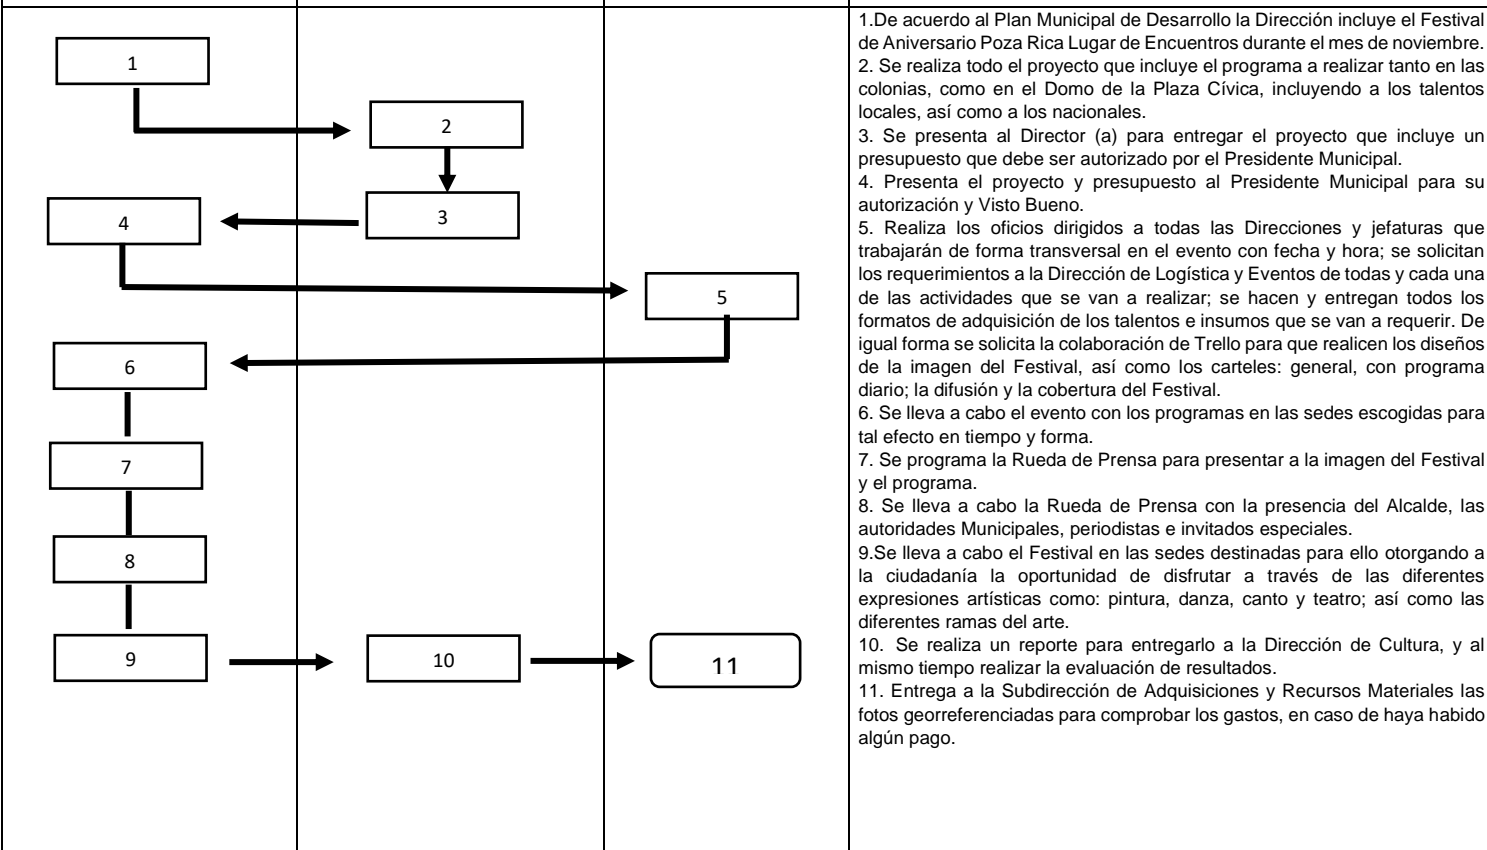 1
2
3
4
5
6
7
8
9
10
11
1.De acuerdo al Plan Municipal de Desarrollo la Dirección incluye el Festival
de Aniversario Poza Rica Lugar de Encuentros durante el mes de noviembre.
2. Se realiza todo el proyecto que incluye el programa a realizar tanto en las
colonias, como en el Domo de la Plaza Cívica, incluyendo a los talentos
locales, así como a los nacionales.
3. Se presenta al Director (a) para entregar el proyecto que incluye un
presupuesto que debe ser autorizado por el Presidente Municipal.
4. Presenta el proyecto y presupuesto al Presidente Municipal para su
autorización y Visto Bueno.
5. Realiza los oficios dirigidos a todas las Direcciones y jefaturas que
trabajarán de forma transversal en el evento con fecha y hora; se solicitan
los requerimientos a la Dirección de Logística y Eventos de todas y cada una
de las actividades que se van a realizar; se hacen y entregan todos los
formatos de adquisición de los talentos e insumos que se van a requerir. De
igual forma se solicita la colaboración de Trello para que realicen los diseños
de la imagen del Festival, así como los carteles: general, con programa
diario; la difusión y la cobertura del Festival.
6. Se lleva a cabo el evento con los programas en las sedes escogidas para
tal efecto en tiempo y forma.
7. Se programa la Rueda de Prensa para presentar a la imagen del Festival
y el programa.
8. Se lleva a cabo la Rueda de Prensa con la presencia del Alcalde, las
autoridades Municipales, periodistas e invitados especiales.
9.Se lleva a cabo el Festival en las sedes destinadas para ello otorgando a
la ciudadanía la oportunidad de disfrutar a través de las diferentes
expresiones artísticas como: pintura, danza, canto y teatro; así como las
diferentes ramas del arte.
10. Se realiza un reporte para entregarlo a la Dirección de Cultura, y al
mismo tiempo realizar la evaluación de resultados.
11. Entrega a la Subdirección de Adquisiciones y Recursos Materiales las
fotos georreferenciadas para comprobar los gastos, en caso de haya habido
algún pago.